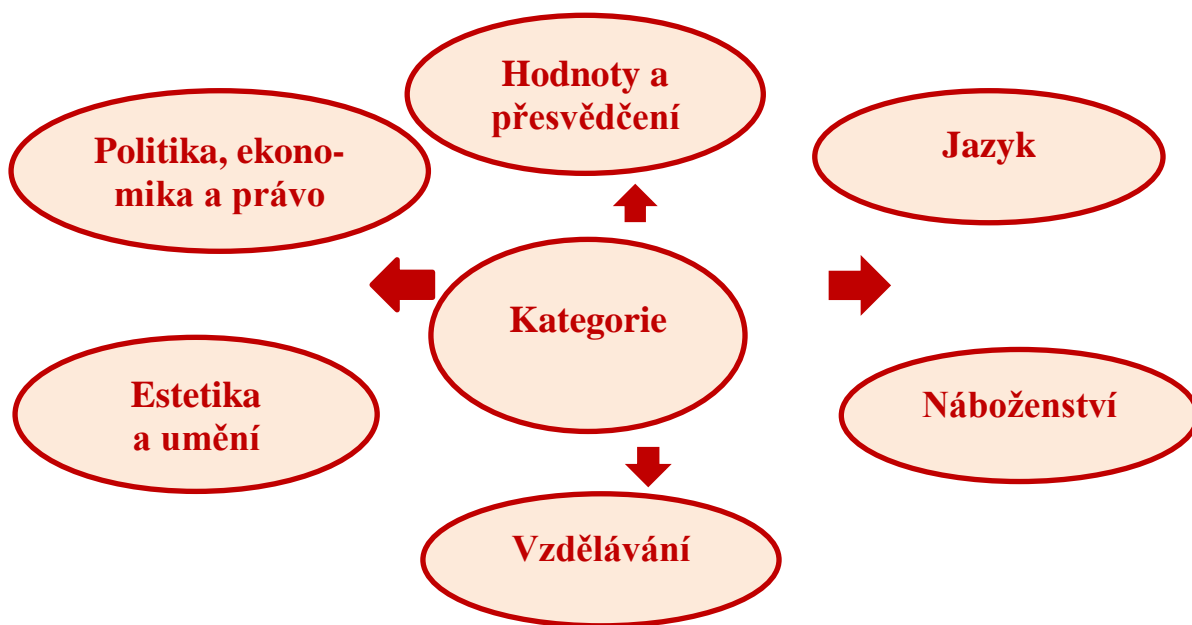 Hodnoty a
přesvědčení
Politika, ekono-
mika a právo
Jazyk
Kategorie
Estetika
a umění
Náboženství
Vzdělávání